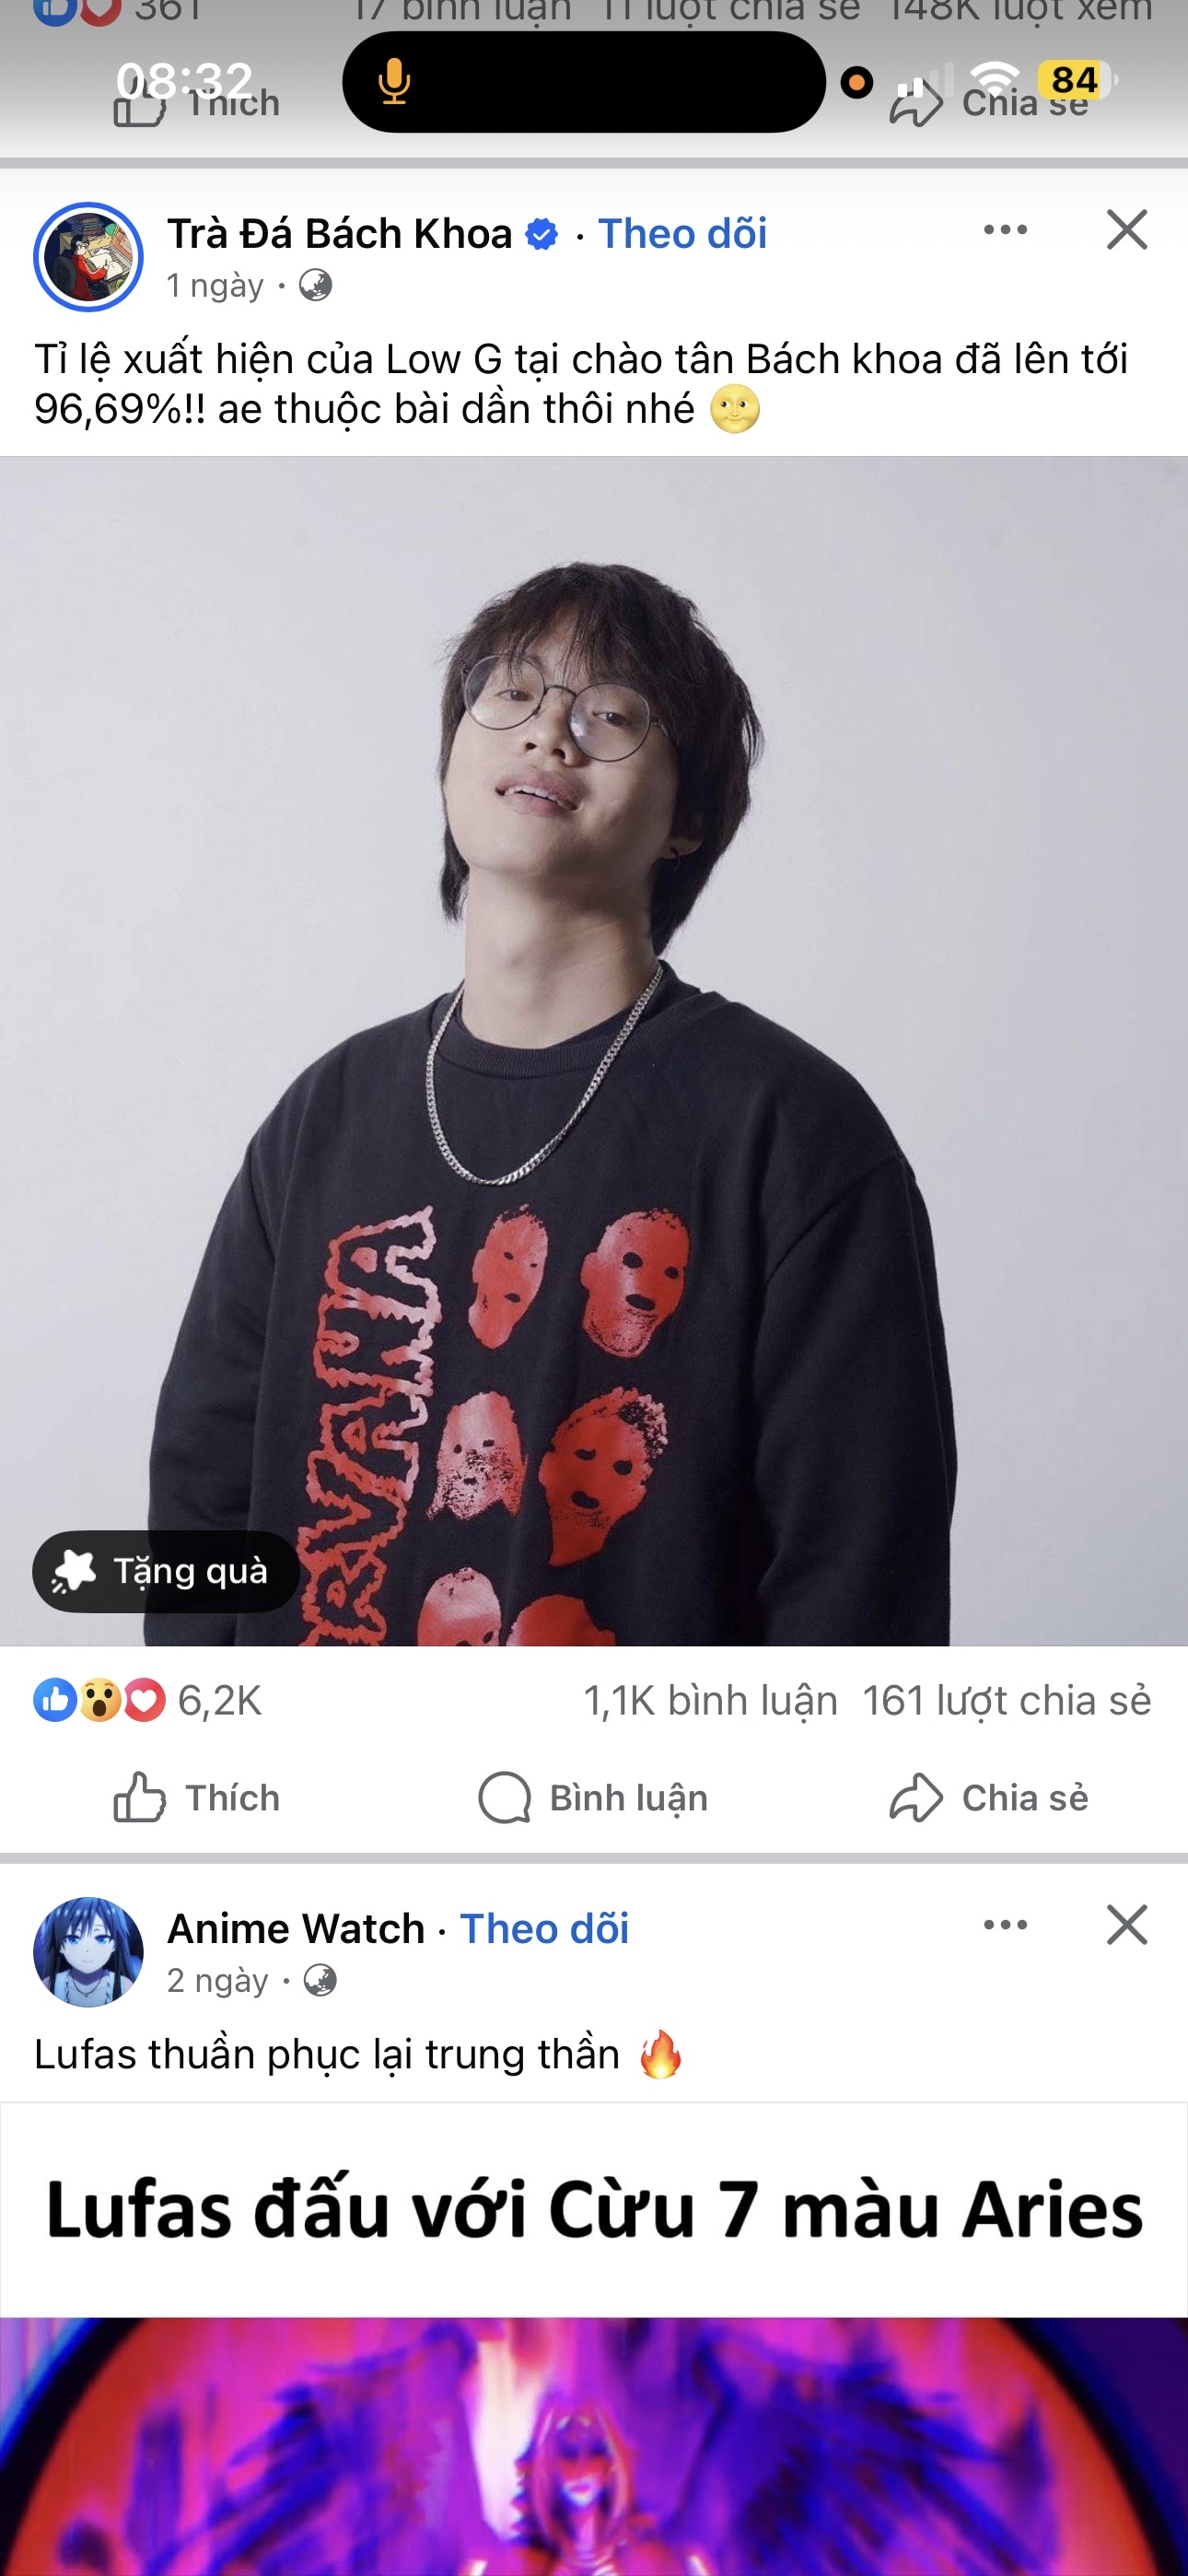 361 17 bình luận 11 lượt chia sẻ 148K lượt xem
08:32 84
Thích Chia sẻ
Trà Đá Bách Khoa · Theo dõi
1 ngày ·
Tỉ lệ xuất hiện của Low G tại chào tân Bách khoa đã lên tới
96,69%!! ae thuộc bài dần thôi nhé 🌝
Tặng quà
6,2K 1,1K bình luận 161 lượt chia sẻ
Thích Bình luận Chia sẻ
Anime Watch · Theo dõi
2 ngày ·
Lufas thuần phục lại trung thần 🔥
Lufas đấu với Cừu 7 màu Aries